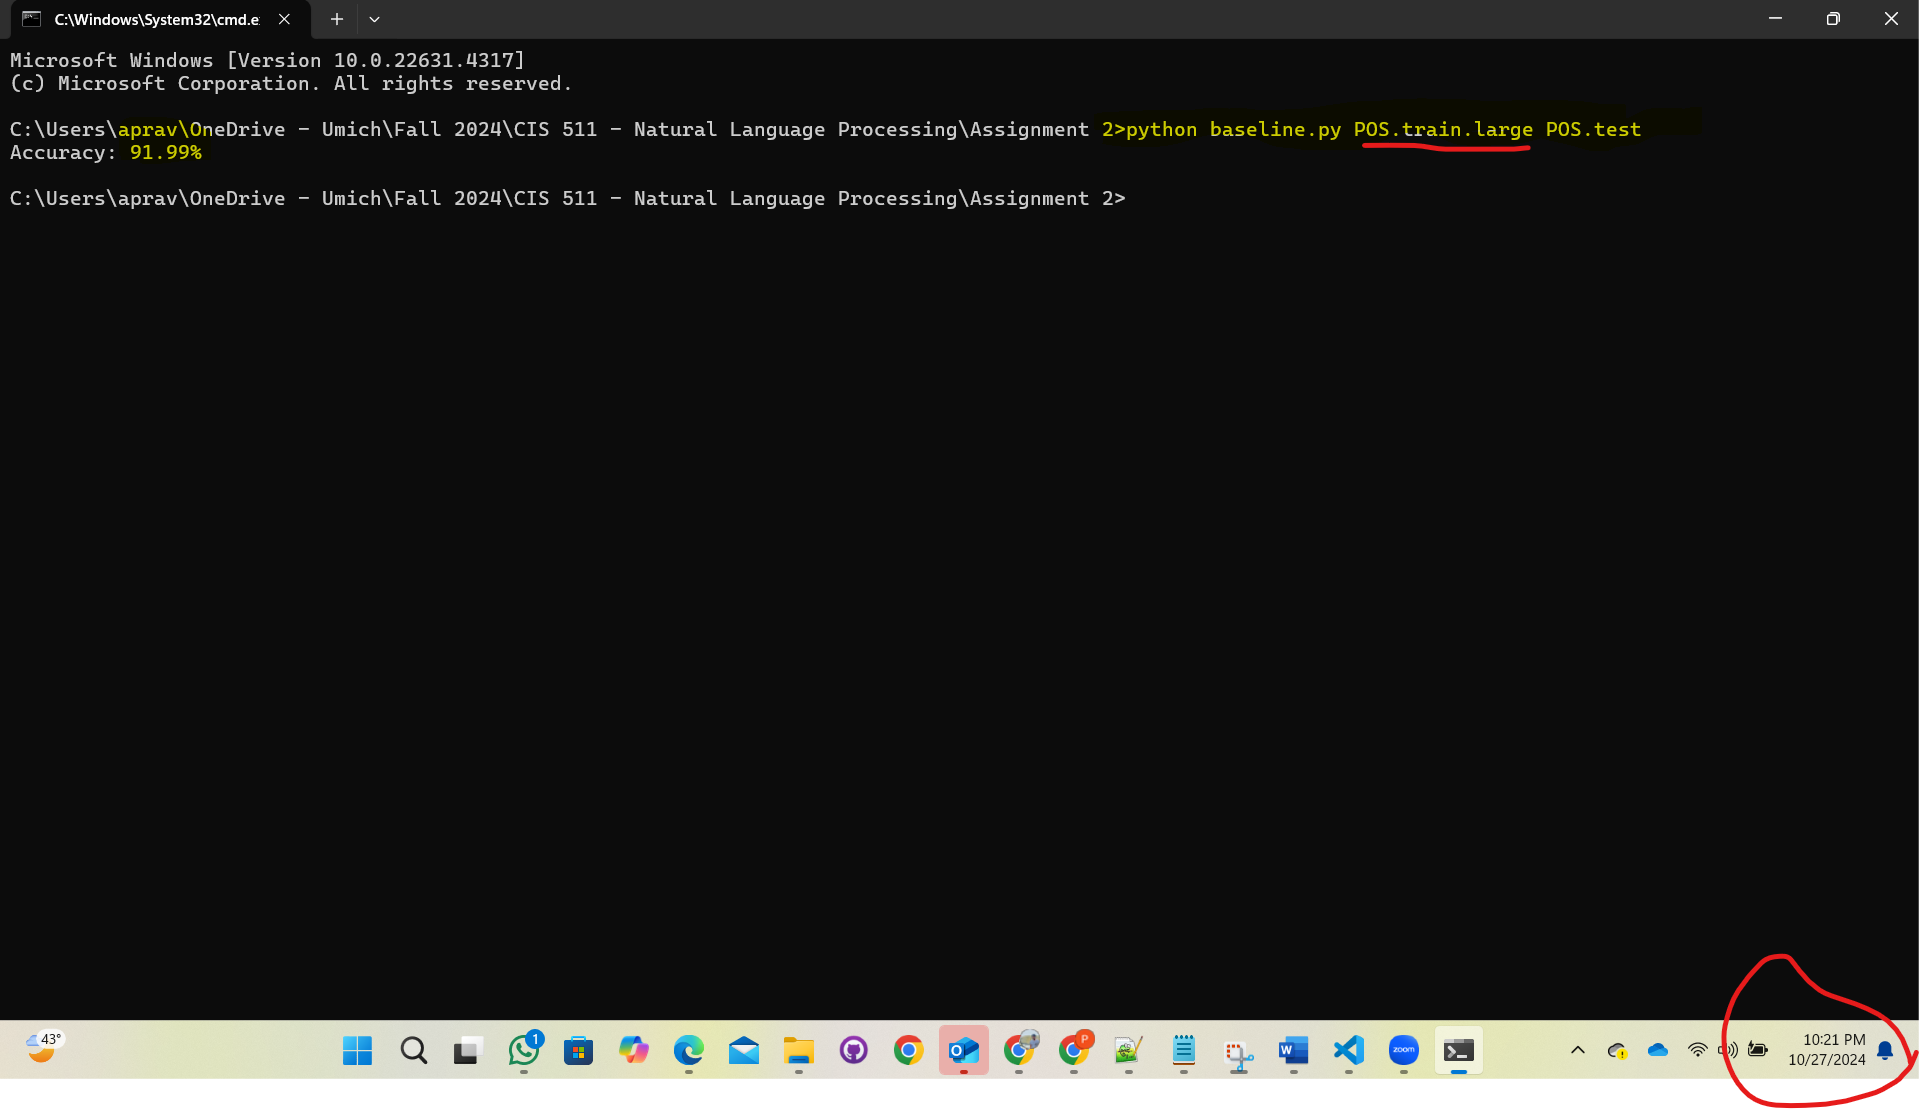 C:\Windows\System32\cmd.e
Microsoft Windows [Version 10.0.22631.4317]
(c) Microsoft Corporation. All rights reserved.
C:\Users\aprav\OneDrive - Umich\Fall 2024\CIS 511 - Natural Language Processing\Assignment 2>python baseline.py POS.train.large POS.test
Accuracy: 91.99%
C:\Users\aprav\OneDrive - Umich\Fall 2024\CIS 511 - Natural Language Processing\Assignment 2>
43°
1
P
W
zoom
10:21 PM
10/27/2024